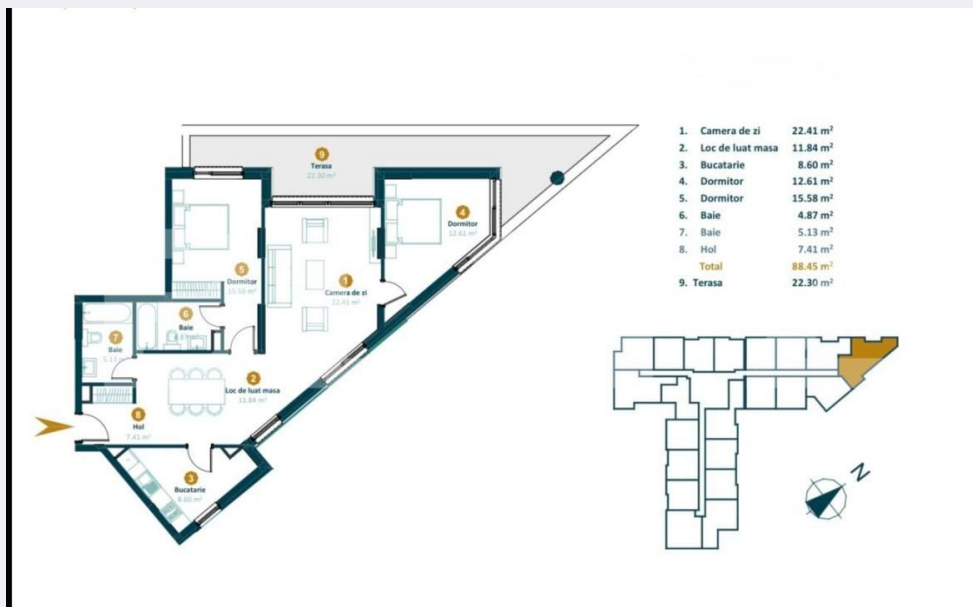 9
Terasa
22.30 m²
4
Dormitor
12.61 m²
5
Dormitor
15.58 m²
1
Camera de zi
22.41 m²
6
Baie
7
Baie
5.13 m²
2
Loc de luat masa
11.84 m²
8
Hol
7.41 m²
3
Bucatarie
8.60 m²
1. Camera de zi 22.41 m²
2. Loc de luat masa 11.84 m²
3. Bucatarie 8.60 m²
4. Dormitor 12.61 m²
5. Dormitor 15.58 m²
6. Baie 4.87 m²
7. Baie 5.13 m²
8. Hol 7.41 m²
Total 88.45 m²
9. Terasa 22.30 m²
N